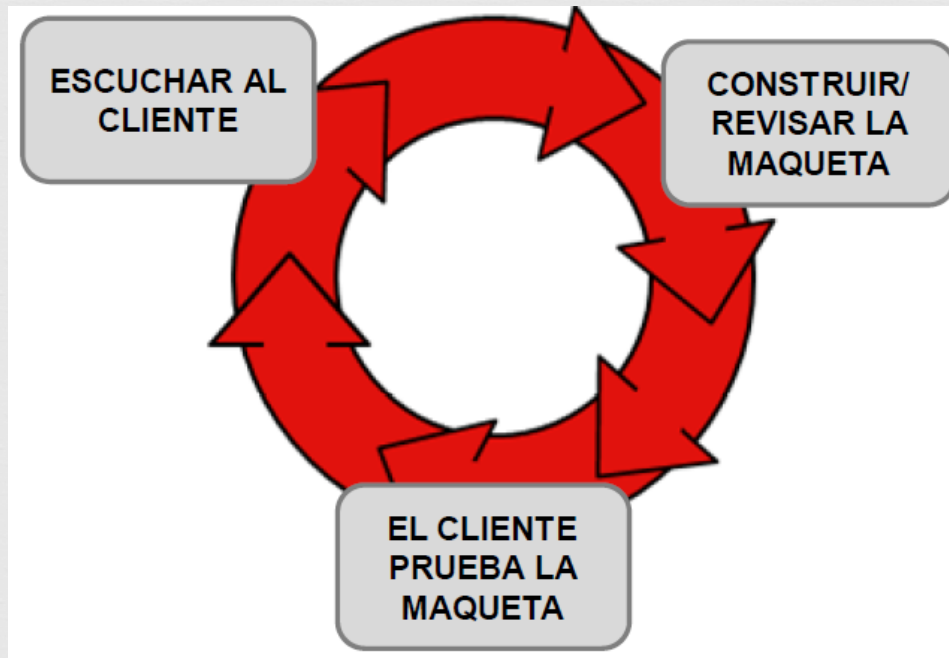 ESCUCHAR AL
CLIENTE
CONSTRUIR/
REVISAR LA
MAQUETA
EL CLIENTE
PRUEBA LA
MAQUETA